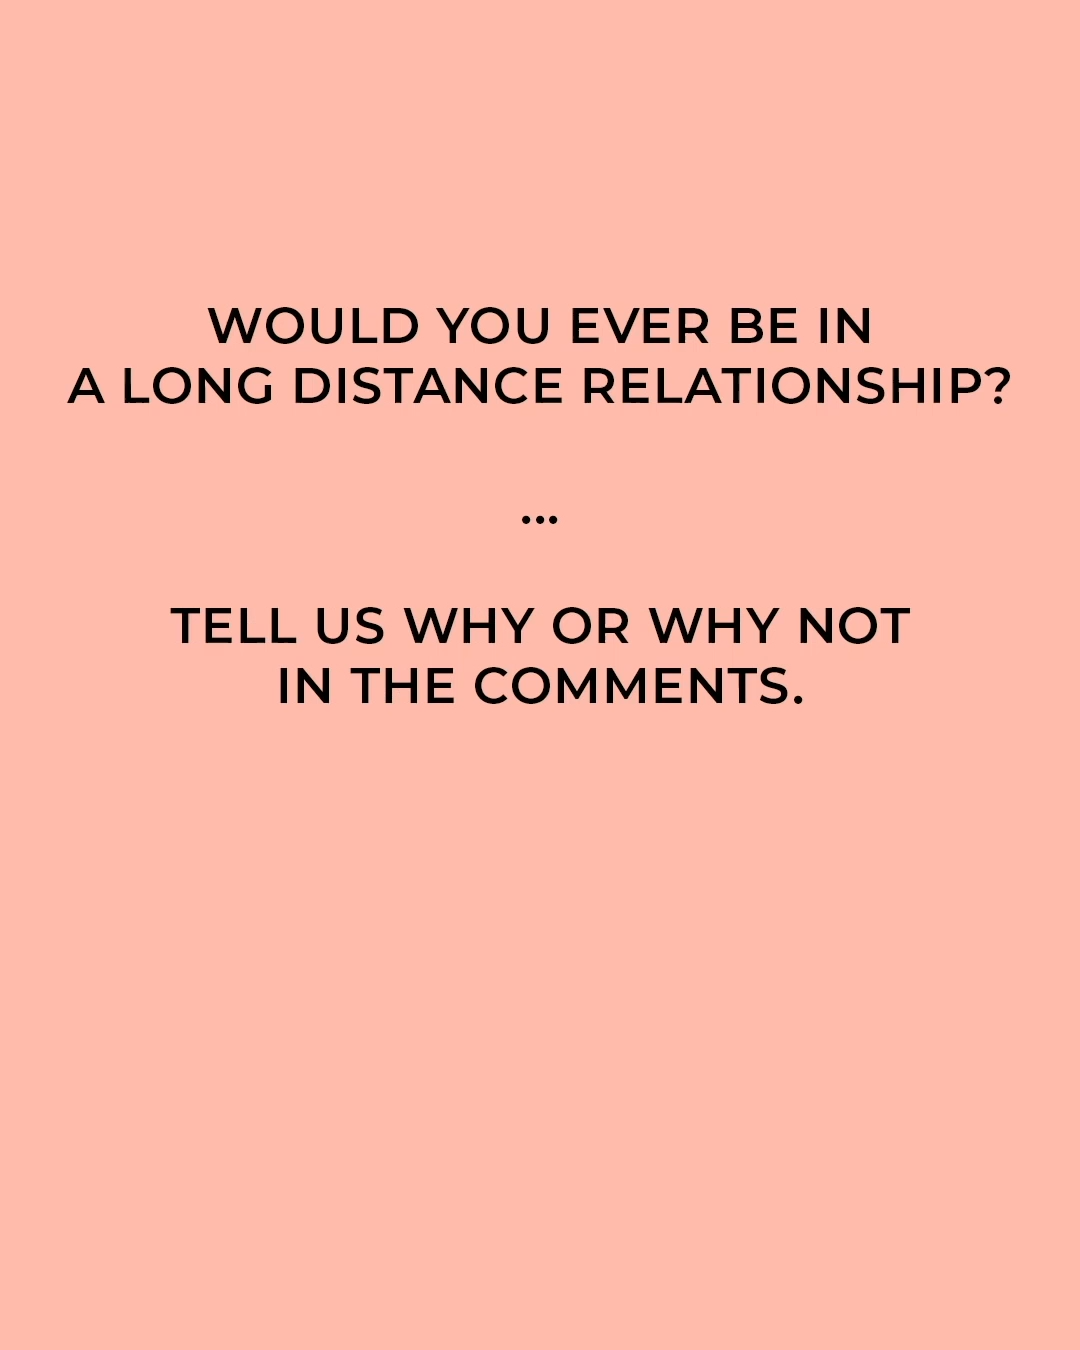 WOULD YOU EVER BE IN
A LONG DISTANCE RELATIONSHIP?
...
TELL US WHY OR WHY NOT
IN THE COMMENTS.